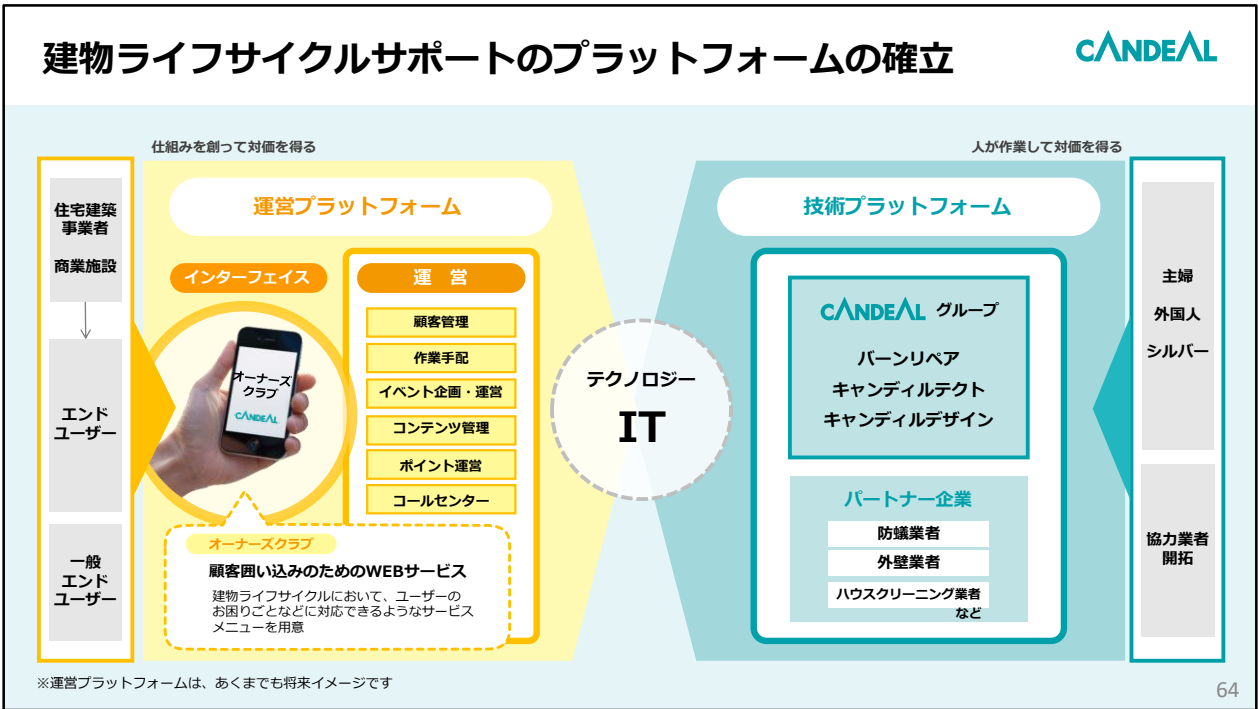 建物ライフサイクルサポートのプラットフォームの確立
CANDEAL
仕組みを創って対価を得る
人が作業して対価を得る
住宅建築
事業者
商業施設
エンド
ユーザー
一般
エンド
ユーザー
運営プラットフォーム
インターフェイス
オーナーズ
クラブ
CANDEAL
運 営
顧客管理
作業手配
イベント企画・運営
コンテンツ管理
ポイント運営
コールセンター
オーナーズクラブ
顧客囲い込みのためのWEBサービス
建物ライフサイクルにおいて、ユーザーの
お困りごとなどに対応できるようなサービス
メニューを用意
テクノロジー
IT
技術プラットフォーム
CANDEAL グループ
バーンリペア
キャンディルテクト
キャンディルデザイン
パートナー企業
防蟻業者
外壁業者
ハウスクリーニング業者
など
主婦
外国人
シルバー
協力業者
開拓
※運営プラットフォームは、あくまでも将来イメージです
64